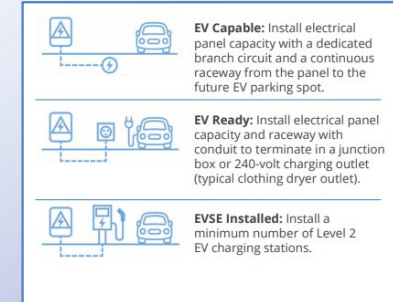 EV Capable: Install electrical
panel capacity with a dedicated
branch circuit and a continuous
raceway from the panel to the
future EV parking spot.
EV Ready: Install electrical panel
capacity and raceway with
conduit to terminate in a junction
box or 240-volt charging outlet
(typical clothing dryer outlet).
EVSE Installed: Install a
minimum number of Level 2
EV charging stations.